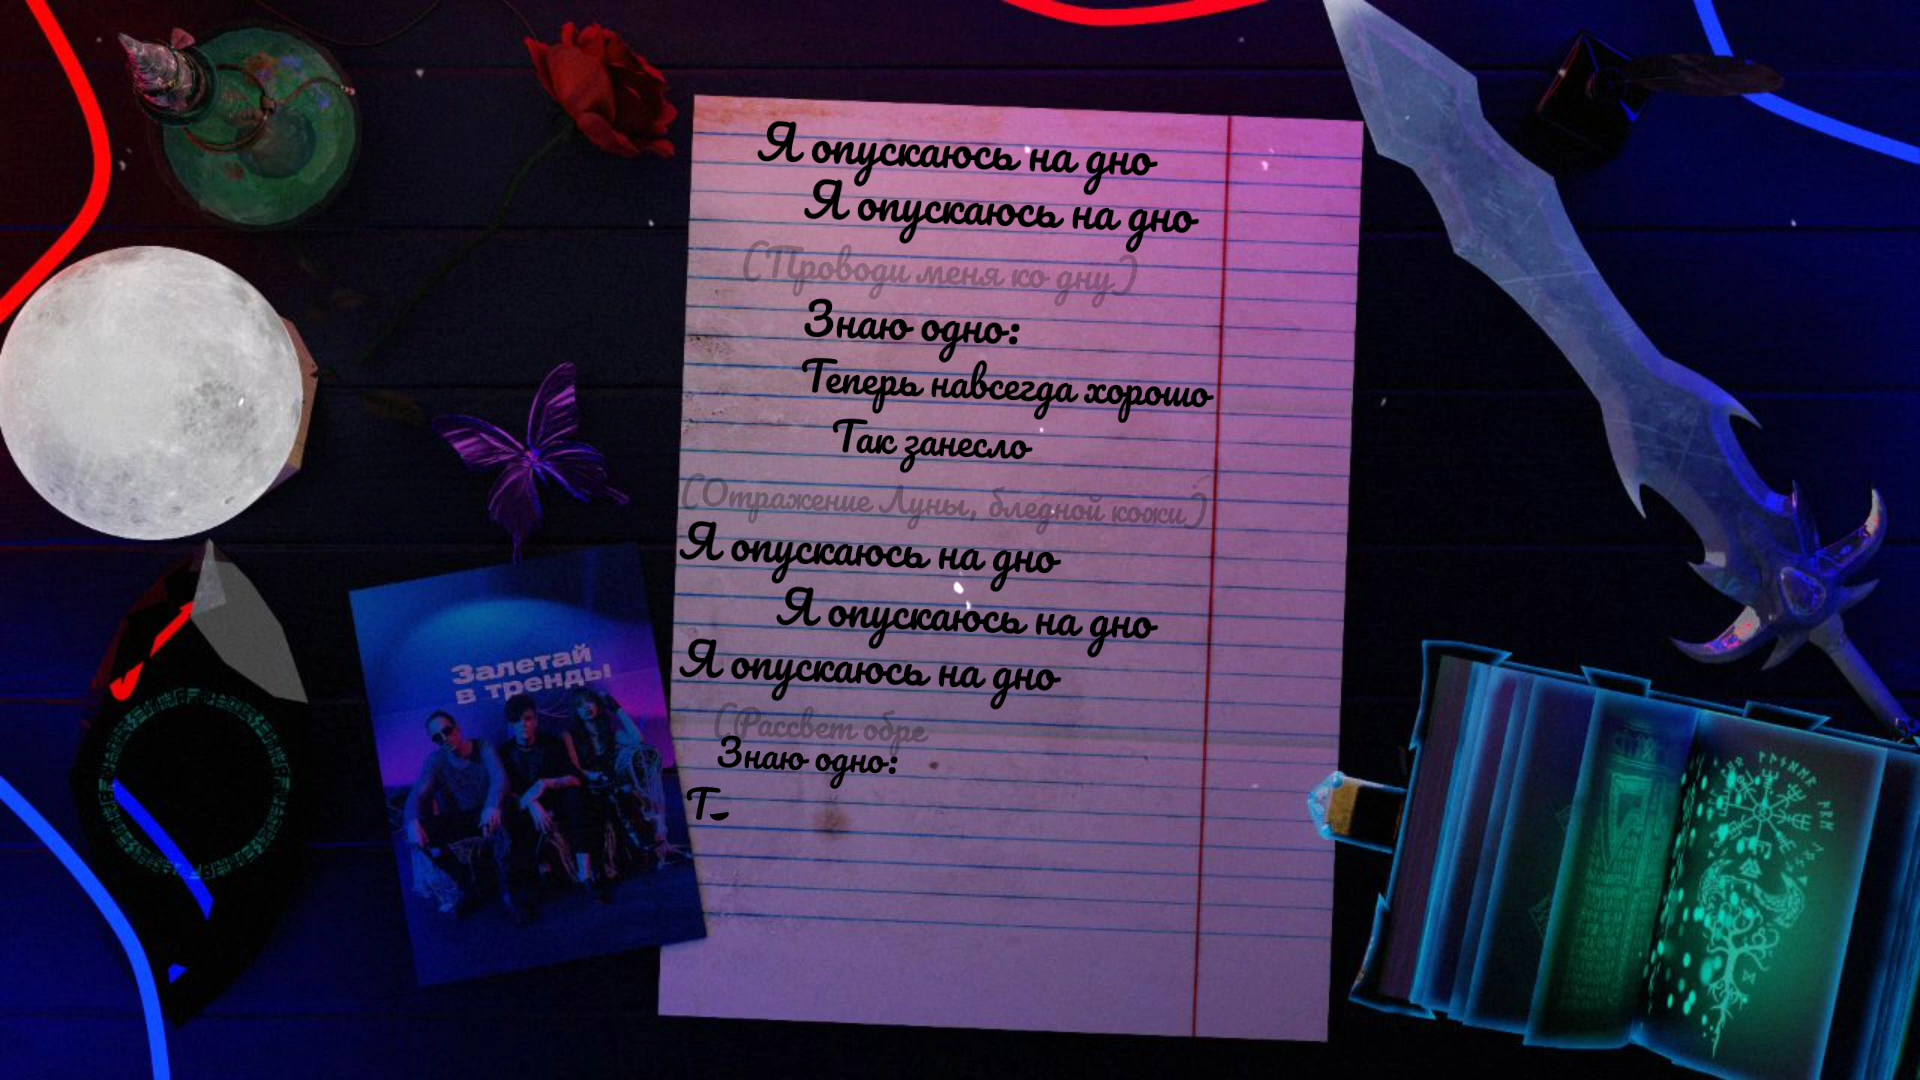 Я опускаюсь на дно
Я опускаюсь на дно
(Проводи меня ко дну)
Знаю одно:
Теперь навсегда хорошо
Так занесло
(Отражение Луны, бледной кожи)
Я опускаюсь на дно
Я опускаюсь на дно
Я опускаюсь на дно
(Рассвет обре
Знаю одно:
Т_
Залетай
в тренды